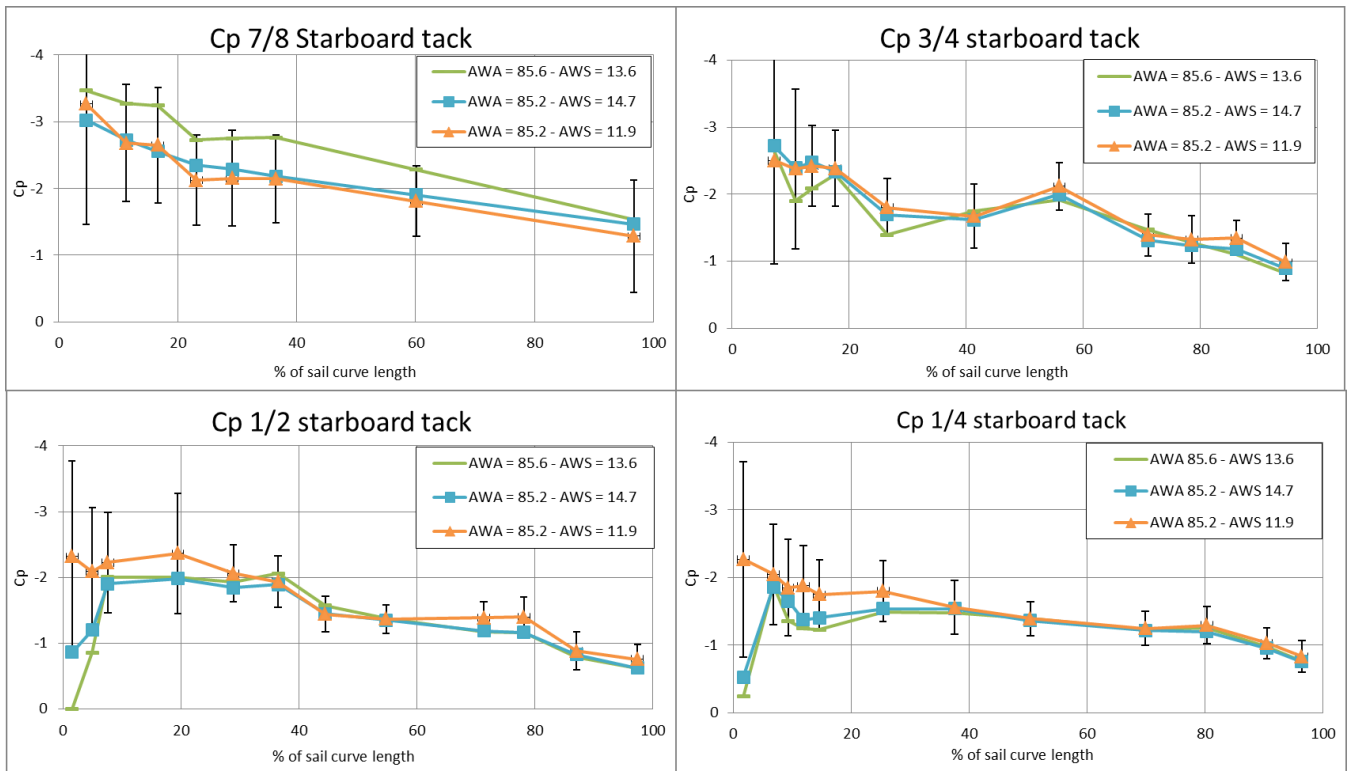 Cp 7/8 Starboard tack
-4
-3
-2
-1
0
Cp
0 20 40 60 80 100
% of sail curve length
AWA = 85.6 - AWS = 13.6
AWA = 85.2 - AWS = 14.7
AWA = 85.2 - AWS = 11.9
Cp 3/4 starboard tack
-4
-3
-2
-1
0
Cp
0 20 40 60 80 100
% of sail curve length
AWA = 85.6 - AWS = 13.6
AWA = 85.2 - AWS = 14.7
AWA = 85.2 - AWS = 11.9
Cp 1/2 starboard tack
-4
-3
-2
-1
0
Cp
0 20 40 60 80 100
% of sail curve length
AWA = 85.6 - AWS = 13.6
AWA = 85.2 - AWS = 14.7
AWA = 85.2 - AWS = 11.9
Cp 1/4 starboard tack
-4
-3
-2
-1
0
Cp
0 20 40 60 80 100
% of sail curve length
AWA 85.6 - AWS 13.6
AWA 85.2 - AWS 14.7
AWA 85.2 - AWS 11.9